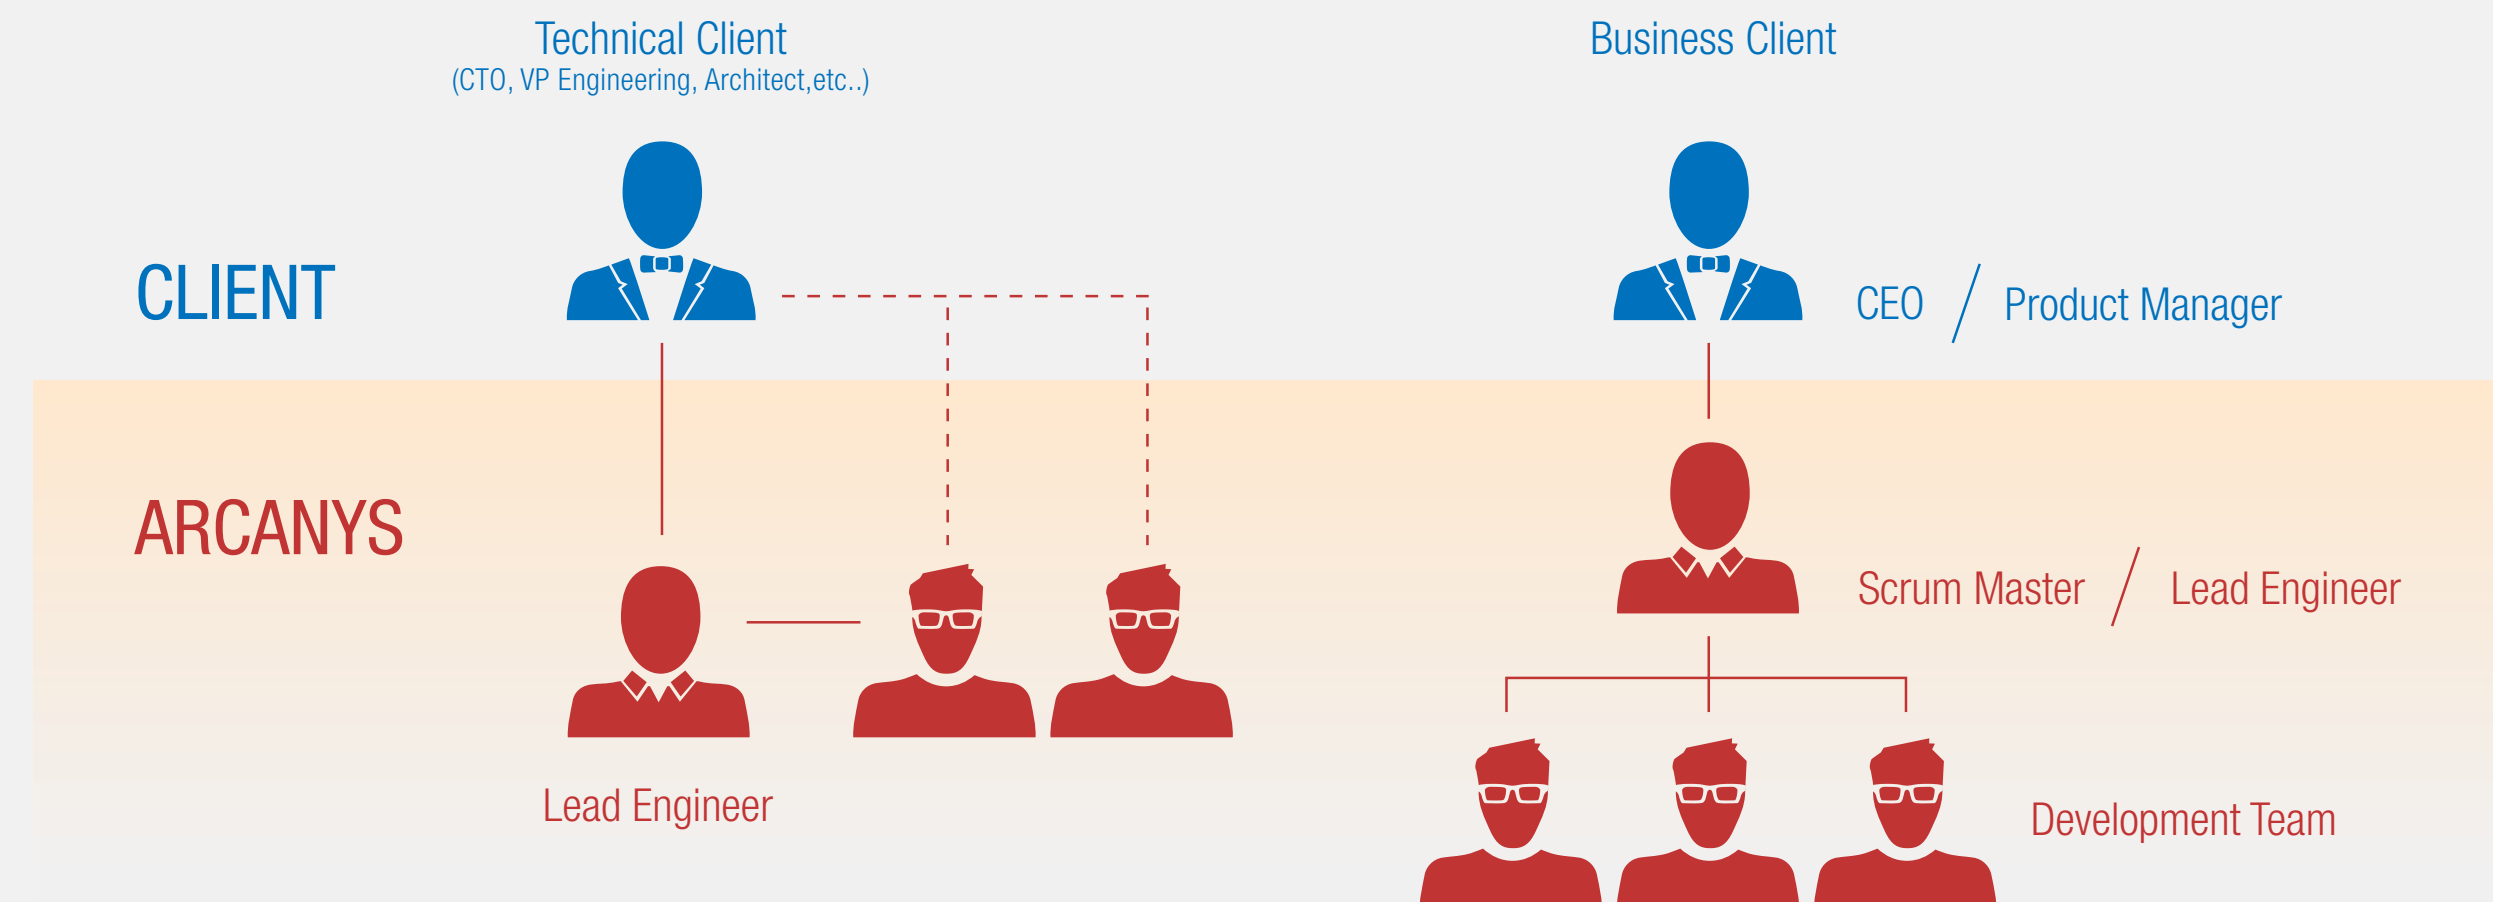 Technical Client
(CTO, VP Engineering, Architect,etc..)
Business Client
CLIENT
CEO / Product Manager
ARCANYS
Scrum Master / Lead Engineer
Lead Engineer
Development Team